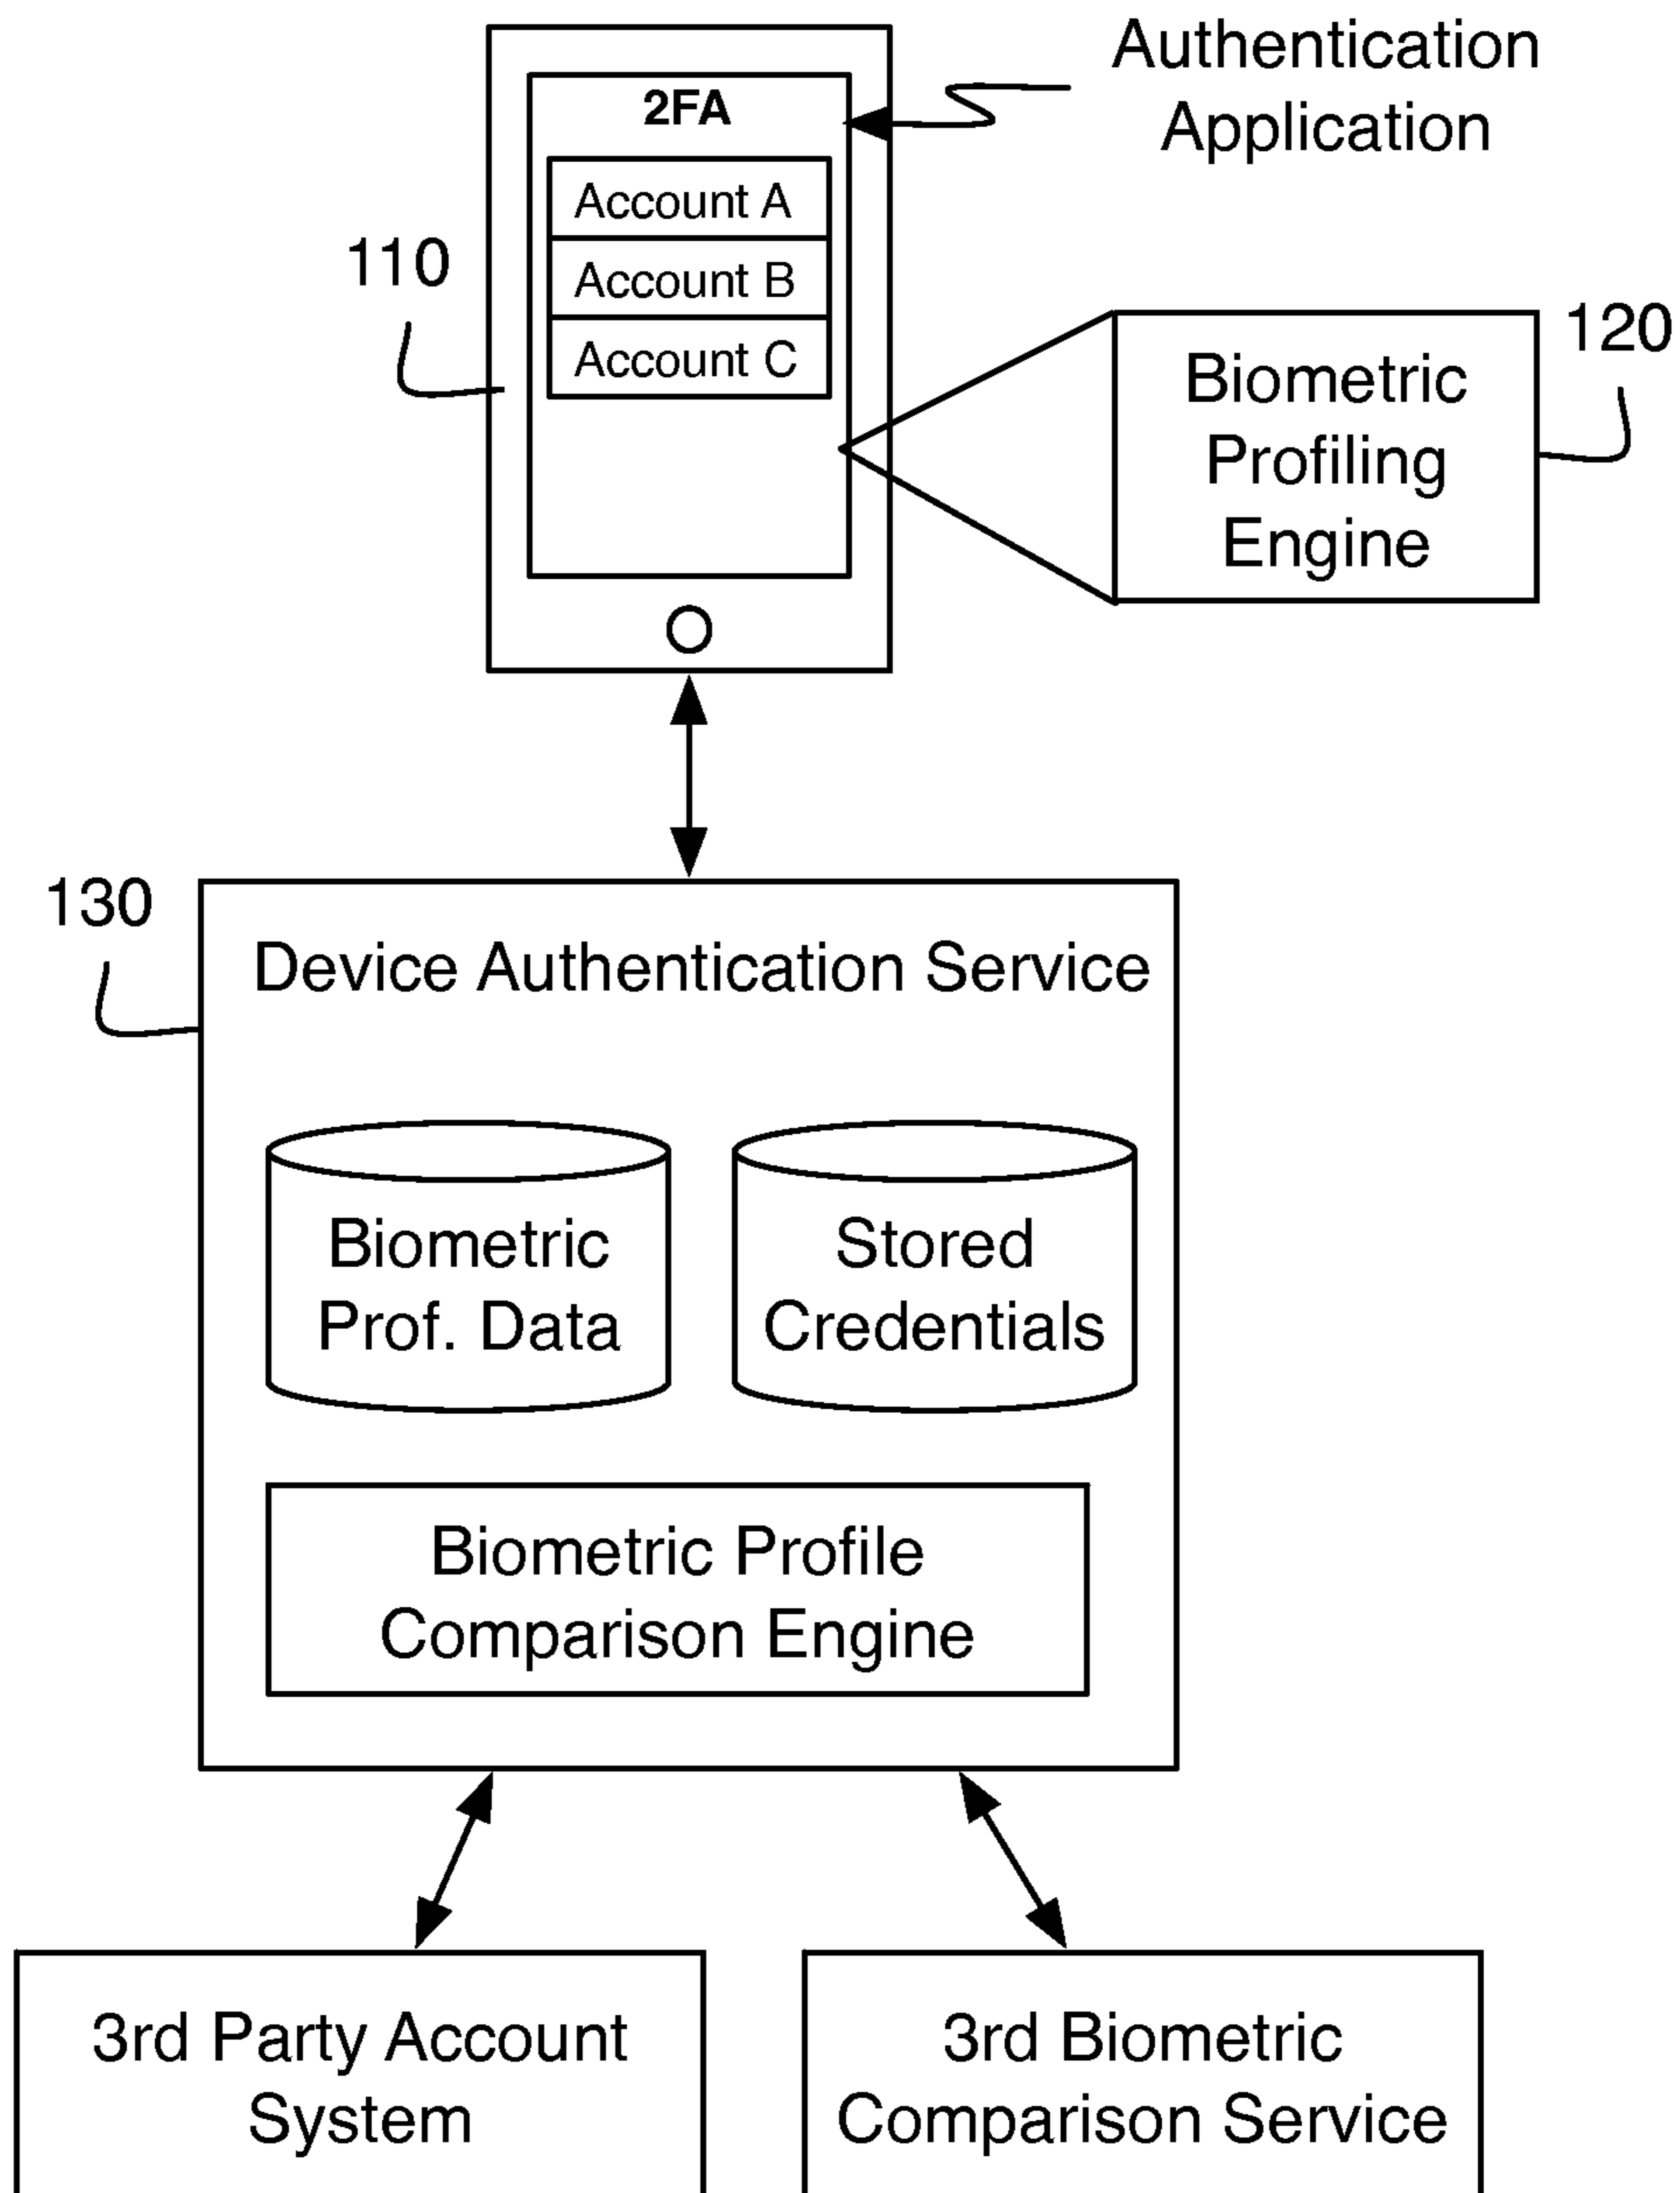 Authentication
Application
2FA
Account A
Account B
Account C
110
120
Biometric
Profiling
Engine
130
Device Authentication Service
Biometric
Prof. Data
Stored
Credentials
Biometric Profile
Comparison Engine
3rd Party Account
System
3rd Biometric
Comparison Service